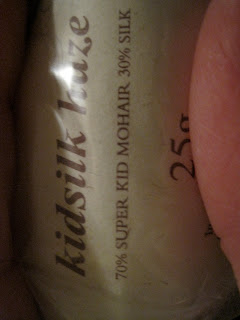 kidsilk haze
70% SUPER KID MOHAIR 30% SILK
25g